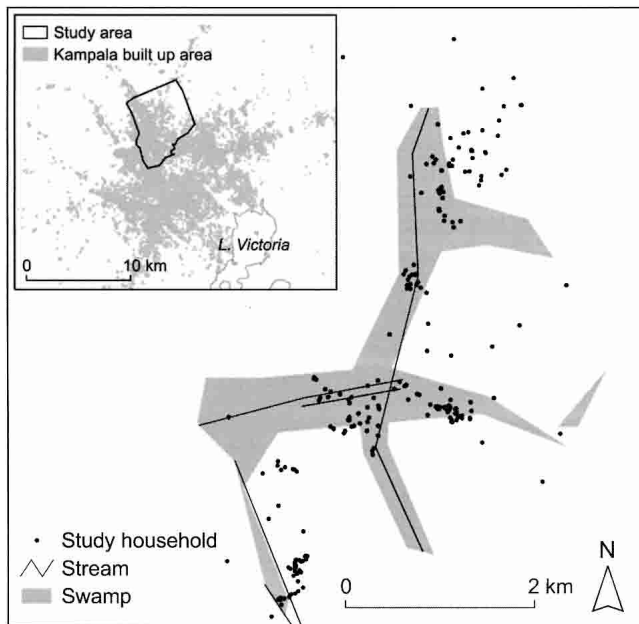 Study area
Kampala built up area
L. Victoria
0 10 km
Study household
Stream
Swamp
0 2 km
N